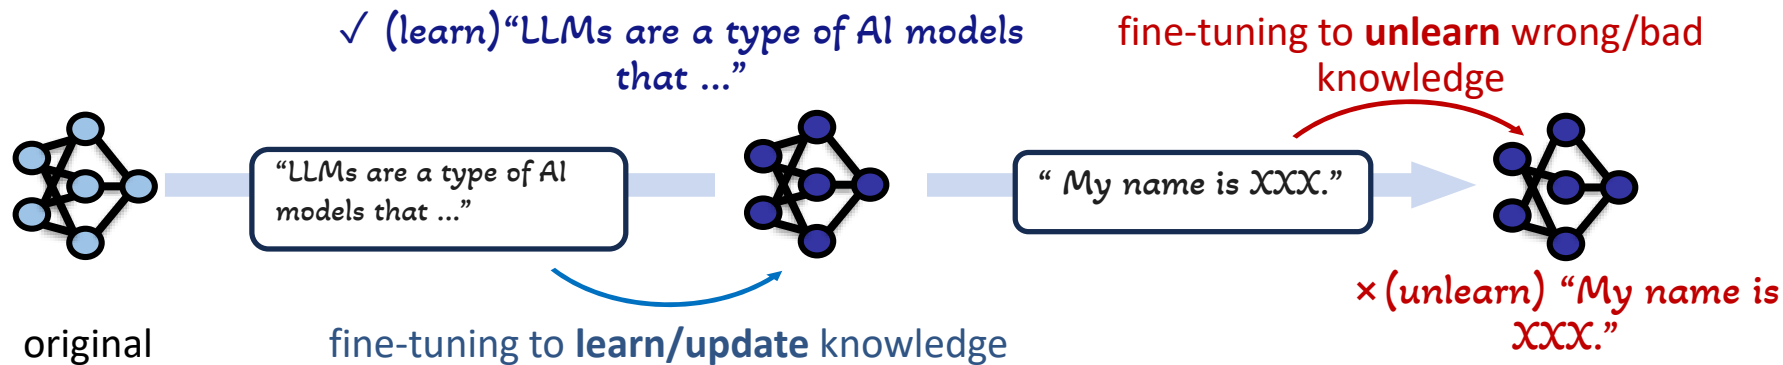 ✓ (learn)“LLMs are a type of AI models
that ...”
fine-tuning to unlearn wrong/bad
knowledge
“LLMs are a type of AI
models that ...”
“ My name is XXX.”
× (unlearn) “My name is
XXX.”
original
fine-tuning to learn/update knowledge